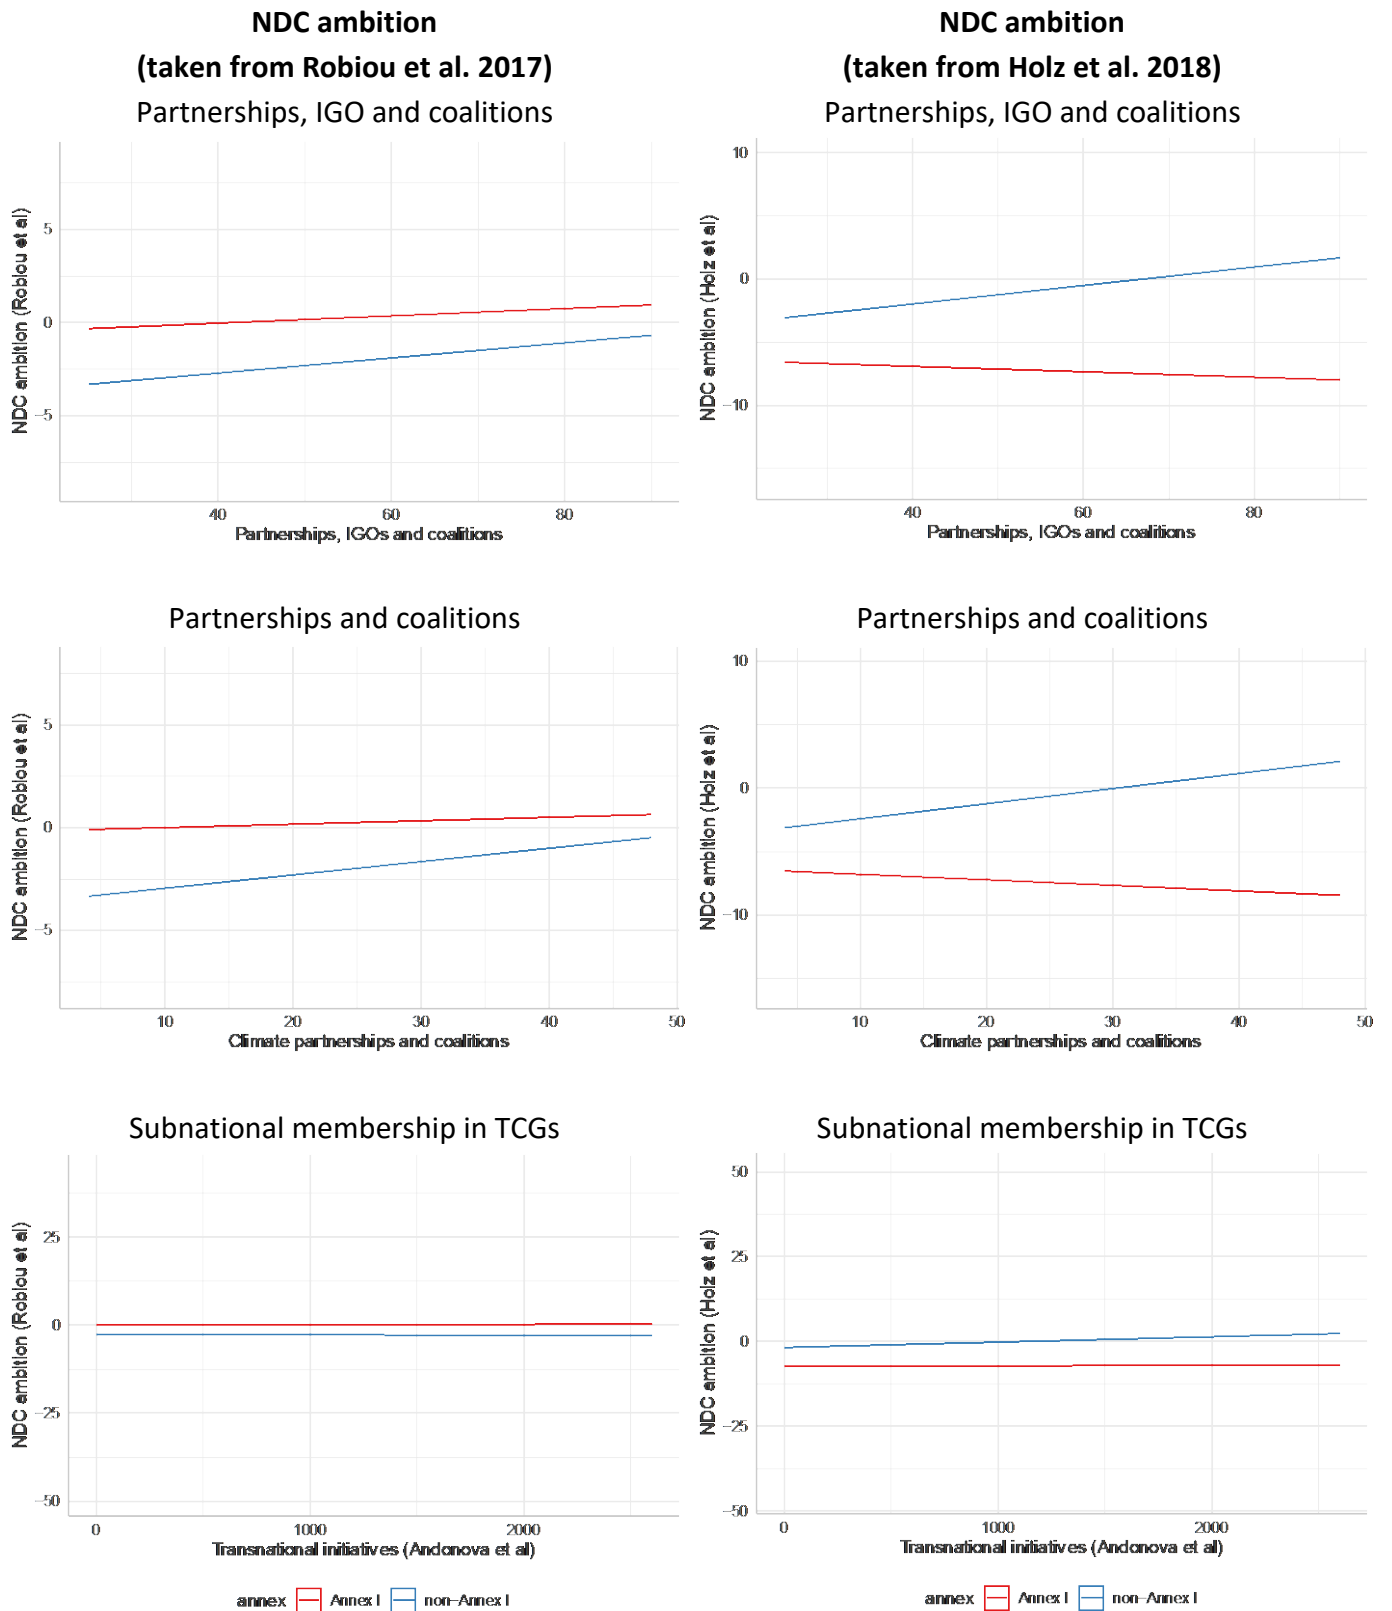 NDC ambition
(taken from Robiou et al. 2017)
Partnerships, IGO and coalitions
NDC ambition (Robiou et al)
5
0
−5
40
60
80
Partnerships, IGOs and coalitions
NDC ambition
(taken from Holz et al. 2018)
Partnerships, IGO and coalitions
NDC ambition (Holz et al)
10
0
−10
40
60
80
Partnerships, IGOs and coalitions
Partnerships and coalitions
NDC ambition (Robiou et al)
5
0
−5
10
20
30
40
50
Climate partnerships and coalitions
Partnerships and coalitions
NDC ambition (Holz et al)
10
0
−10
10
20
30
40
50
Climate partnerships and coalitions
Subnational membership in TCGs
NDC ambition (Robiou et al)
25
0
−25
−50
0
1000
2000
Transnational initiatives (Andonova et al)
annex Annex I non−Annex I
Subnational membership in TCGs
NDC ambition (Holz et al)
50
25
0
−25
−50
0
1000
2000
Transnational initiatives (Andonova et al)
annex Annex I non−Annex I